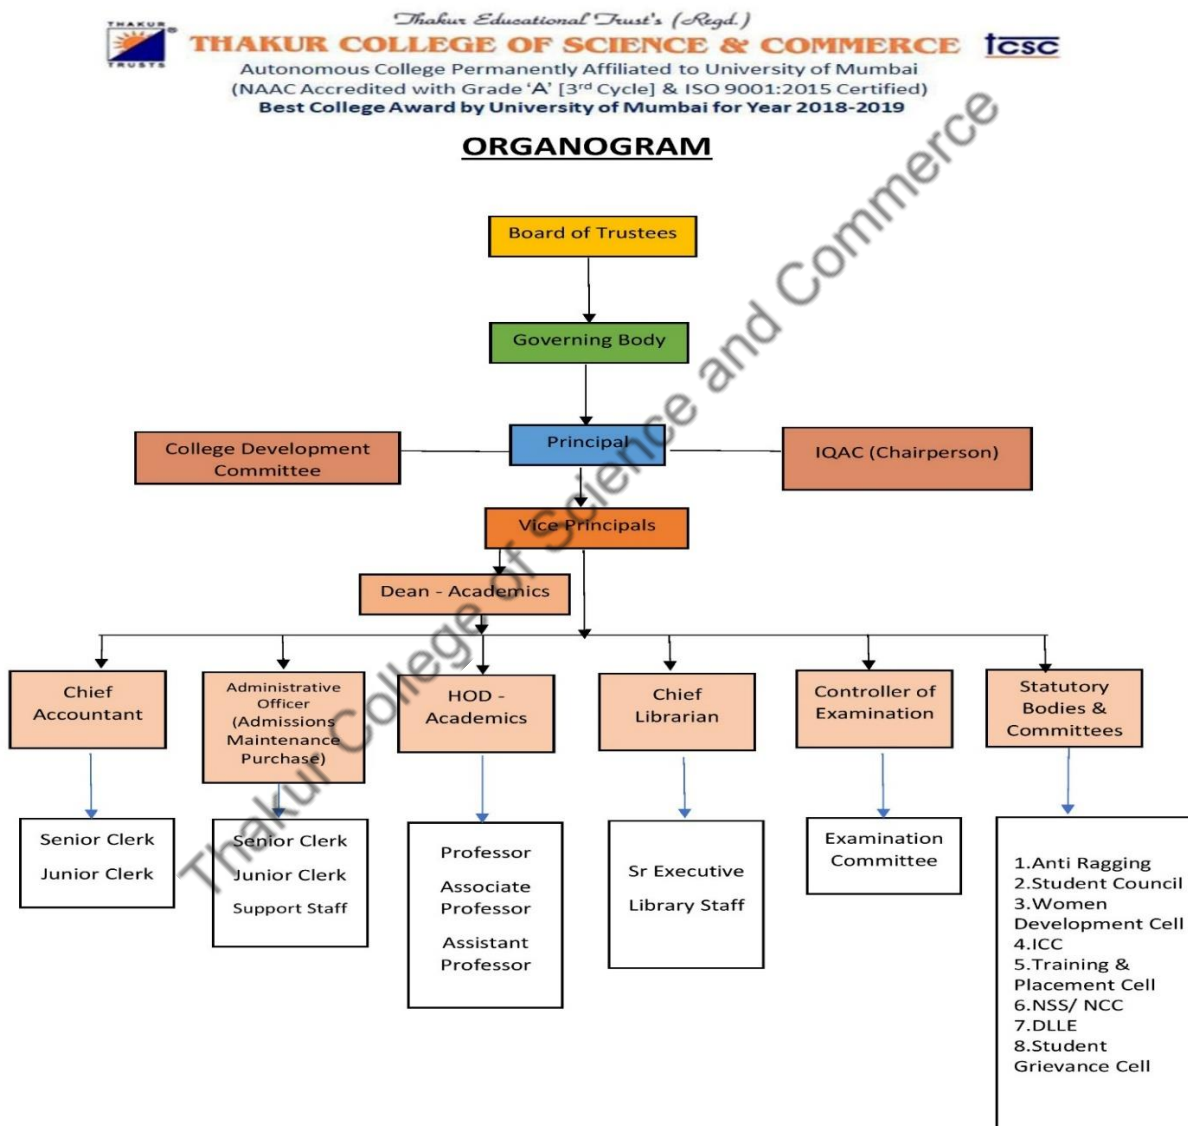 Thakur Educational Trust's (Regd.)
THAKUR
TRUSTS
®
THAKUR COLLEGE OF SCIENCE & COMMERCE
tcsc
Autonomous College Permanently Affiliated to University of Mumbai
(NAAC Accredited with Grade 'A' [3rd Cycle] & ISO 9001:2015 Certified)
Best College Award by University of Mumbai for Year 2018-2019
ORGANOGRAM
Board of Trustees
Governing Body
College Development
Committee
Principal
IQAC (Chairperson)
Vice Principals
Dean - Academics
Chief
Accountant
Administrative
Officer
(Admissions
Maintenance
Purchase)
HOD -
Academics
Chief
Librarian
Controller of
Examination
Statutory
Bodies &
Committees
Senior Clerk
Junior Clerk
Senior Clerk
Junior Clerk
Support Staff
Professor
Associate
Professor
Assistant
Professor
Sr Executive
Library Staff
Examination
Committee
1.Anti Ragging
2.Student Council
3.Women
Development Cell
4.ICC
5.Training &
Placement Cell
6.NSS/ NCC
7.DLLE
8.Student
Grievance Cell
Thakur College of Science and Commerce